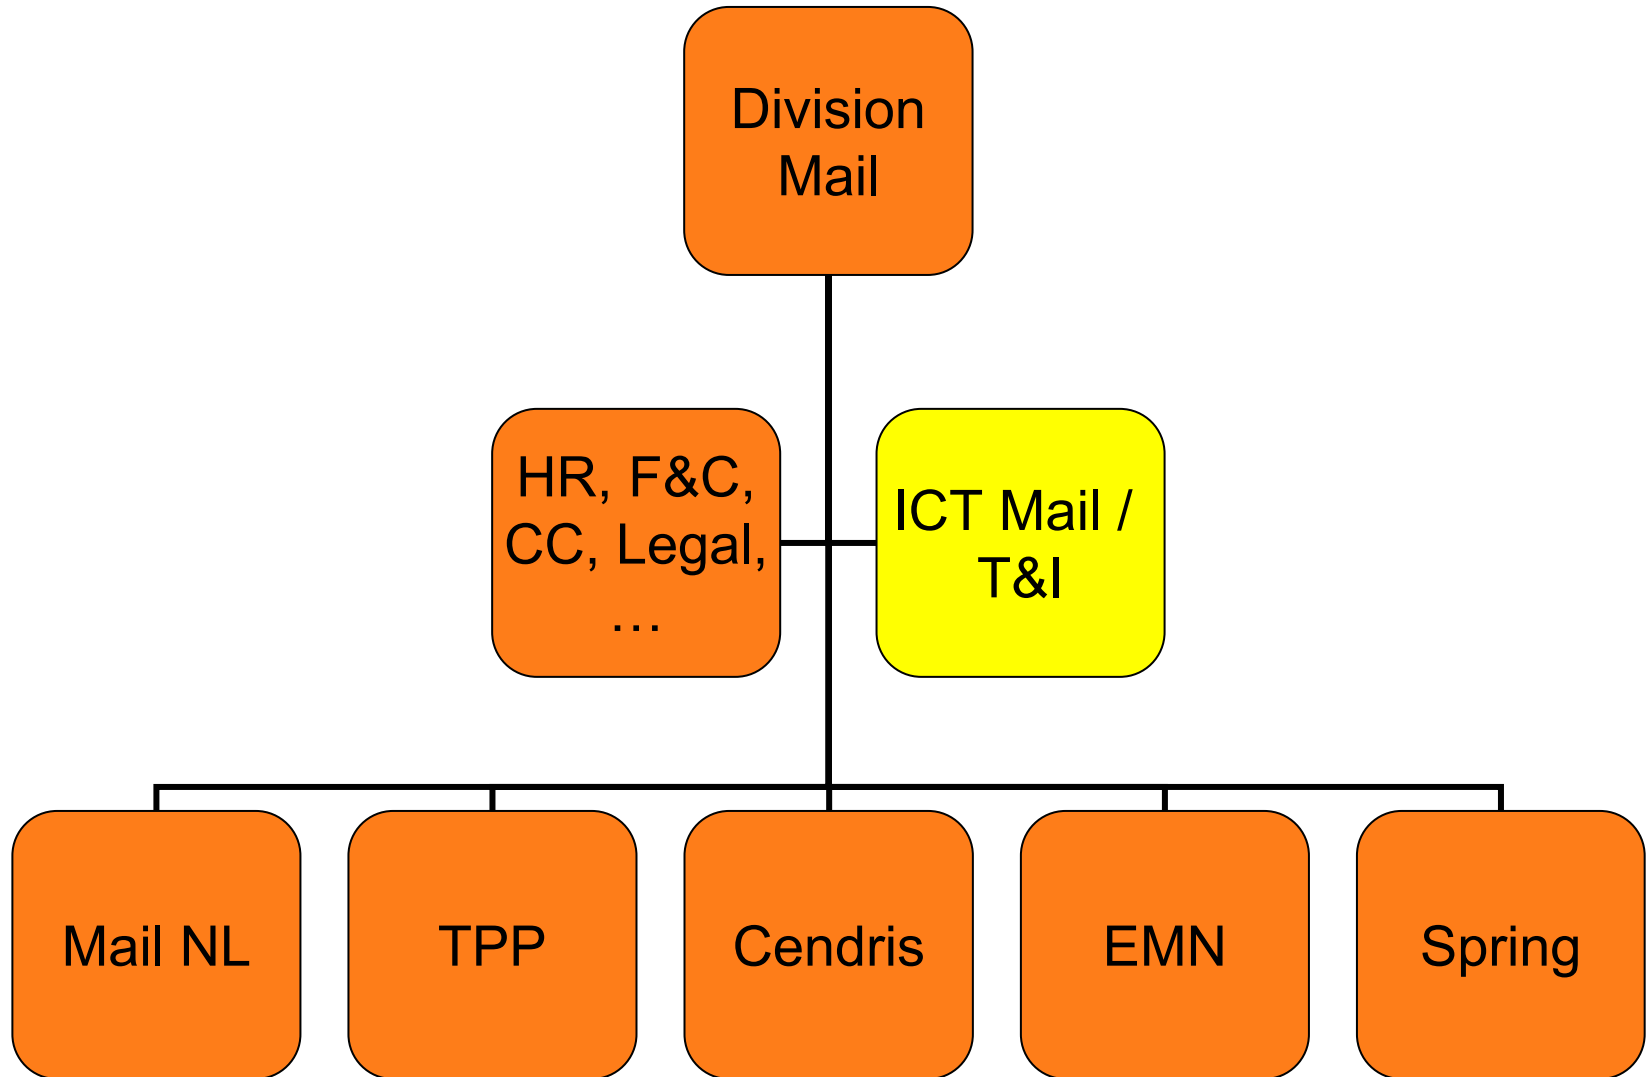 Division
Mail
HR, F&C,
CC, Legal,
…
ICT Mail /
T&I
Mail NL
TPP
Cendris
EMN
Spring